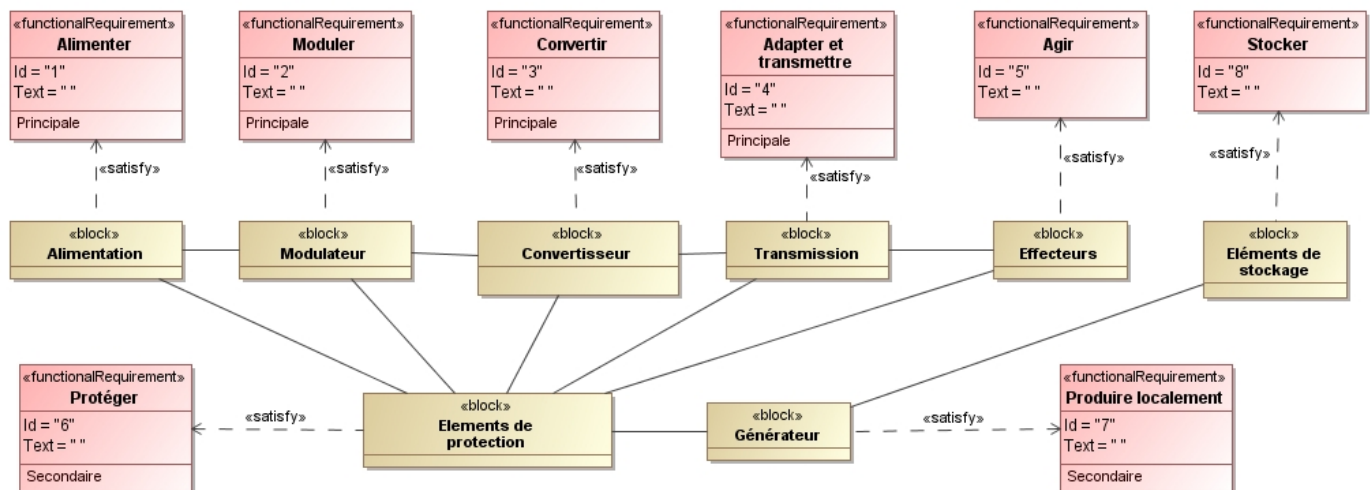 «functionalRequirement»
Alimenter
Id = "1"
Text = " "
Principale
«functionalRequirement»
Moduler
Id = "2"
Text = " "
Principale
«functionalRequirement»
Convertir
Id = "3"
Text = " "
Principale
«functionalRequirement»
Adapter et
transmettre
Id = "4"
Text = " "
Principale
«functionalRequirement»
Agir
Id = "5"
Text = " "
«functionalRequirement»
Stocker
Id = "8"
Text = " "
«satisfy»
«satisfy»
«satisfy»
«satisfy»
«satisfy»
«satisfy»
«block»
Alimentation
«block»
Modulateur
«block»
Convertisseur
«block»
Transmission
«block»
Effecteurs
«block»
Eléments de
stockage
«functionalRequirement»
Protéger
Id = "6"
Text = " "
Secondaire
«satisfy»
«block»
Elements de
protection
«block»
Générateur
«satisfy»
«functionalRequirement»
Produire localement
Id = "7"
Text = " "
Secondaire